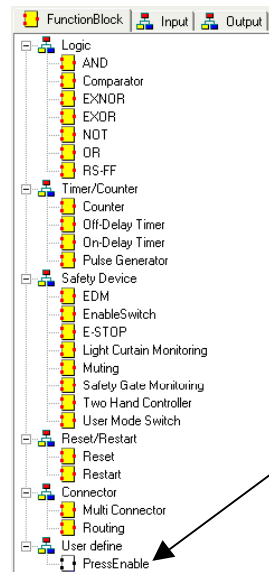 FunctionBlock Input Output
Logic
AND
Comparator
EXNOR
EXOR
NOT
OR
RS-FF
Timer/Counter
Counter
Off-Delay Timer
On-Delay Timer
Pulse Generator
Safety Device
EDM
EnableSwitch
E-STOP
Light Curtain Monitoring
Muting
Safety Gate Monitoring
Two Hand Controller
User Mode Switch
Reset/Restart
Reset
Restart
Connector
Multi Connector
Routing
User define
PressEnable